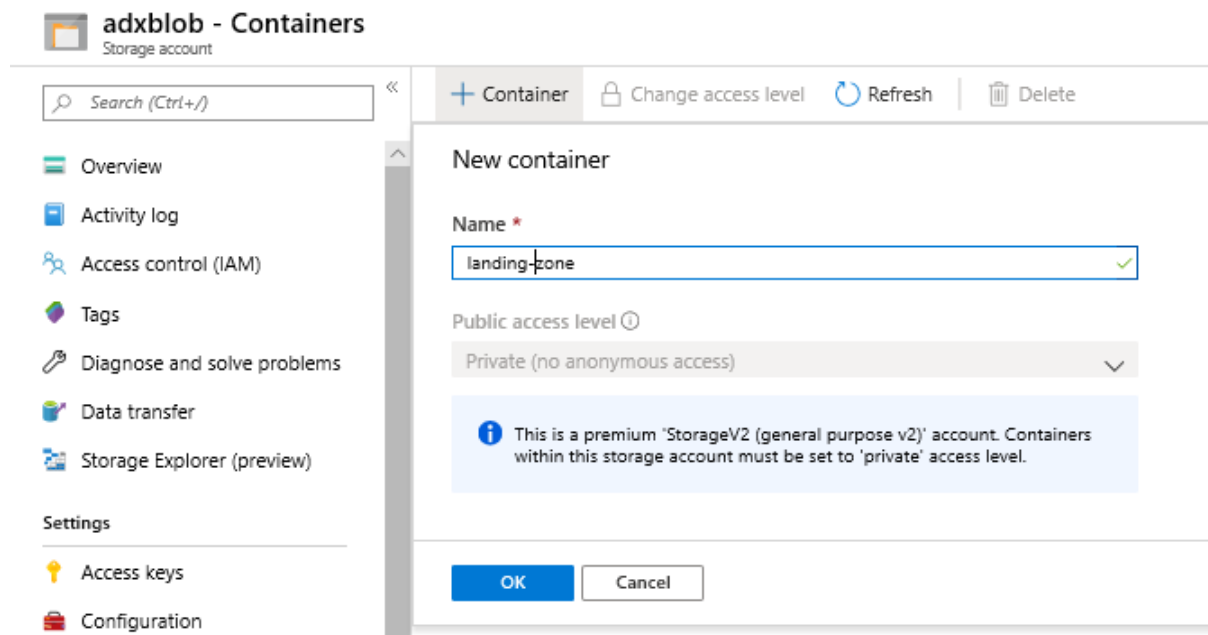 adxblob - Containers
Storage account
Search (Ctrl+/)
«
Overview
Activity log
Access control (IAM)
Tags
Diagnose and solve problems
Data transfer
Storage Explorer (preview)
Settings
Access keys
Configuration
+ Container
Change access level
Refresh
Delete
New container
Name *
landing-zone
Public access level
Private (no anonymous access)
This is a premium 'StorageV2 (general purpose v2)' account. Containers
within this storage account must be set to 'private' access level.
OK
Cancel